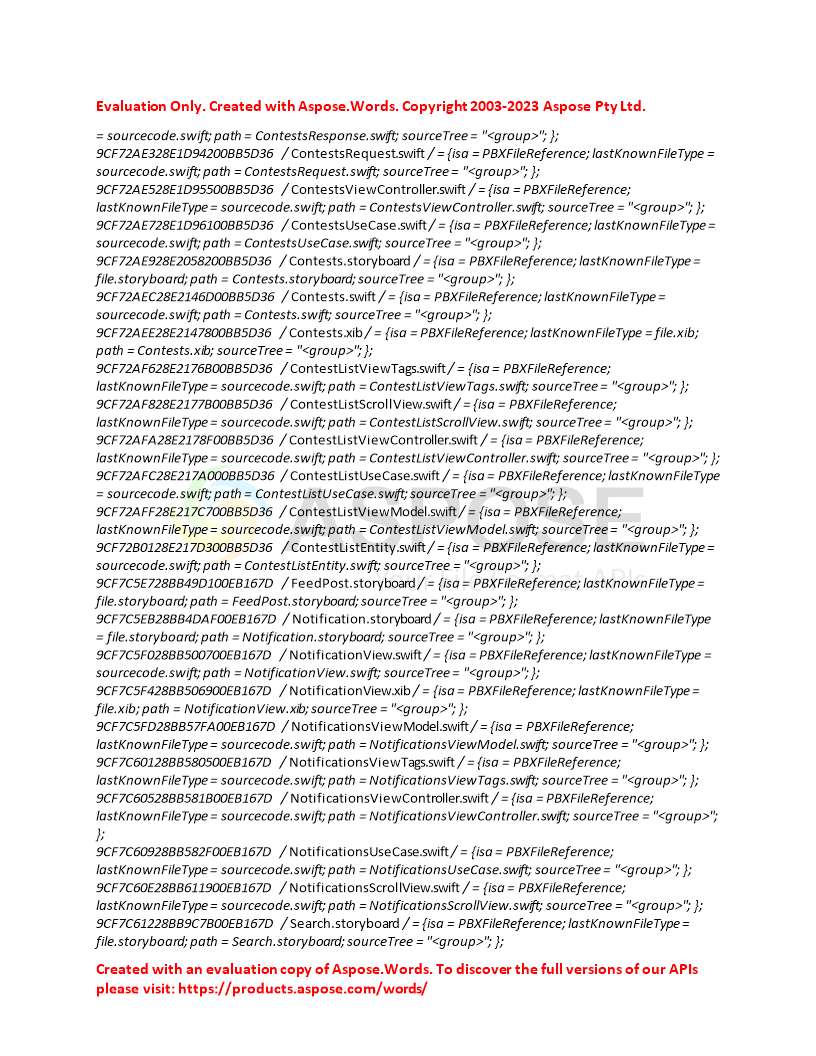 Evaluation Only. Created with Aspose.Words. Copyright 2003-2023 Aspose Pty Ltd.
= sourcecode.swift; path = ContestsResponse.swift; sourceTree = "<group>"; };
9CF72AE328E1D94200BB5D36 / ContestsRequest.swift / = {isa = PBXFileReference; lastKnownFileType =
sourcecode.swift; path = ContestsRequest.swift; sourceTree = "<group>"; };
9CF72AE528E1D95500BB5D36 / ContestsViewController.swift / = {isa = PBXFileReference;
lastKnownFileType = sourcecode.swift; path = ContestsViewController.swift; sourceTree = "<group>"; };
9CF72AE728E1D96100BB5D36 / ContestsUseCase.swift / = {isa = PBXFileReference; lastKnownFileType =
sourcecode.swift; path = ContestsUseCase.swift; sourceTree = "<group>"; };
9CF72AE928E2058200BB5D36 / Contests.storyboard / = {isa = PBXFileReference; lastKnownFileType =
file.storyboard; path = Contests.storyboard; sourceTree = "<group>"; };
9CF72AEC28E2146D00BB5D36 / Contests.swift / = {isa = PBXFileReference; lastKnownFileType =
sourcecode.swift; path = Contests.swift; sourceTree = "<group>"; };
9CF72AEE28E2147800BB5D36 / Contests.xib / = {isa = PBXFileReference; lastKnownFileType = file.xib;
path = Contests.xib; sourceTree = "<group>"; };
9CF72AF628E2176B00BB5D36 / ContestListViewTags.swift / = {isa = PBXFileReference;
lastKnownFileType = sourcecode.swift; path = ContestListViewTags.swift; sourceTree = "<group>"; };
9CF72AF828E2177B00BB5D36 / ContestListScrollView.swift / = {isa = PBXFileReference;
lastKnownFileType = sourcecode.swift; path = ContestListScrollView.swift; sourceTree = "<group>"; };
9CF72AFA28E2178F00BB5D36 / ContestListViewController.swift / = {isa = PBXFileReference;
lastKnownFileType = sourcecode.swift; path = ContestListViewController.swift; sourceTree = "<group>"; };
9CF72AFC28E217A000BB5D36 / ContestListUseCase.swift / = {isa = PBXFileReference; lastKnownFileType
= sourcecode.swift; path = ContestListUseCase.swift; sourceTree = "<group>"; };
9CF72AFF28E217C700BB5D36 / ContestListViewModel.swift / = {isa = PBXFileReference;
lastKnownFileType = sourcecode.swift; path = ContestListViewModel.swift; sourceTree = "<group>"; };
9CF72B0128E217D300BB5D36 / ContestListEntity.swift / = {isa = PBXFileReference; lastKnownFileType =
sourcecode.swift; path = ContestListEntity.swift; sourceTree = "<group>"; };
9CF7C5E728BB49D100EB167D / FeedPost.storyboard / = {isa = PBXFileReference; lastKnownFileType =
file.storyboard; path = FeedPost.storyboard; sourceTree = "<group>"; };
9CF7C5EB28BB4DAF00EB167D / Notification.storyboard / = {isa = PBXFileReference; lastKnownFileType
= file.storyboard; path = Notification.storyboard; sourceTree = "<group>"; };
9CF7C5F028BB500700EB167D / NotificationView.swift / = {isa = PBXFileReference; lastKnownFileType =
sourcecode.swift; path = NotificationView.swift; sourceTree = "<group>"; };
9CF7C5F428BB506900EB167D / NotificationView.xib / = {isa = PBXFileReference; lastKnownFileType =
file.xib; path = NotificationView.xib; sourceTree = "<group>"; };
9CF7C5FD28BB57FA00EB167D / NotificationsViewModel.swift / = {isa = PBXFileReference;
lastKnownFileType = sourcecode.swift; path = NotificationsViewModel.swift; sourceTree = "<group>"; };
9CF7C60128BB580500EB167D / NotificationsViewTags.swift / = {isa = PBXFileReference;
lastKnownFileType = sourcecode.swift; path = NotificationsViewTags.swift; sourceTree = "<group>"; };
9CF7C60528BB581B00EB167D / NotificationsViewController.swift / = {isa = PBXFileReference;
lastKnownFileType = sourcecode.swift; path = NotificationsViewController.swift; sourceTree = "<group>";
};
9CF7C60928BB582F00EB167D / NotificationsUseCase.swift / = {isa = PBXFileReference;
lastKnownFileType = sourcecode.swift; path = NotificationsUseCase.swift; sourceTree = "<group>"; };
9CF7C60E28BB611900EB167D / NotificationsScrollView.swift / = {isa = PBXFileReference;
lastKnownFileType = sourcecode.swift; path = NotificationsScrollView.swift; sourceTree = "<group>"; };
9CF7C61228BB9C7B00EB167D / Search.storyboard / = {isa = PBXFileReference; lastKnownFileType =
file.storyboard; path = Search.storyboard; sourceTree = "<group>"; };
ASPOSE
Created with an evaluation copy of Aspose.Words. To discover the full versions of our APIs
please visit: https://products.aspose.com/words/